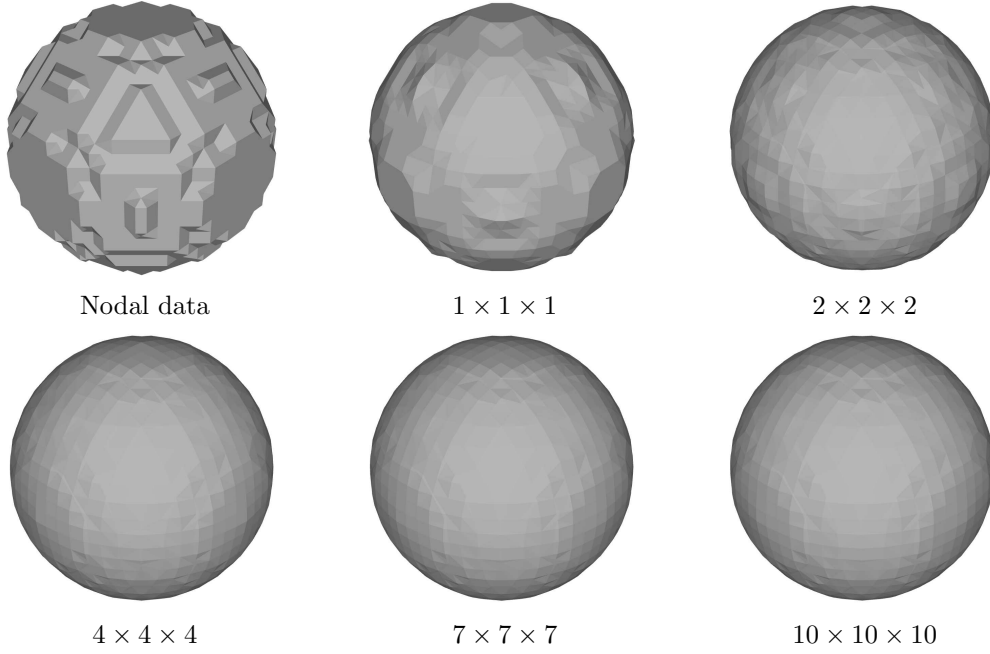 Nodal data
1 × 1 × 1
2 × 2 × 2
4 × 4 × 4
7 × 7 × 7
10 × 10 × 10